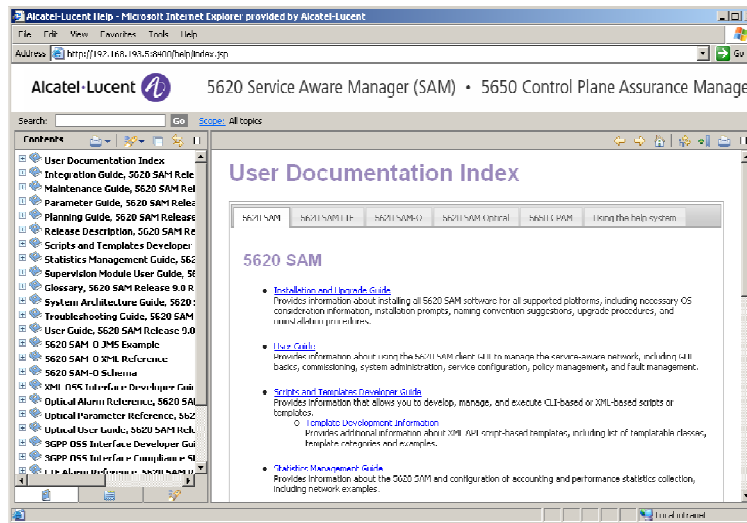 Alcatel-Lucent Help - Microsoft Internet Explorer provided by Alcatel-Lucent
File Edit View Favorites Tools Help
Address http://192.168.193.5:8400/help/index.jsp Go
Alcatel·Lucent 5620 Service Aware Manager (SAM) • 5650 Control Plane Assurance Manage
Search: Go Scope: All topics
Contents
User Documentation Index
Integration Guide, 5620 SAM Rele
Maintenance Guide, 5620 SAM Rel
Parameter Guide, 5620 SAM Relea
Planning Guide, 5620 SAM Release
Release Description, 5620 SAM Re
Scripts and Templates Developer
Statistics Management Guide, 562
Supervision Module User Guide, 56
Glossary, 5620 SAM Release 9.0 R
System Architecture Guide, 5620
Troubleshooting Guide, 5620 SAM
User Guide, 5620 SAM Release 9.0
5620 SAM-O JMS Example
5620 SAM-O XML Reference
5620 SAM-O Schema
XML OSS Interface Developer Guid
Optical Alarm Reference, 5620 SAM
Optical Parameter Reference, 562
Optical User Guide, 5620 SAM Rele
3GPP OSS Interface Developer Gui
3GPP OSS Interface Compliance St
LTE Alarm Reference, 5620 SAM R
User Documentation Index
5620 SAM 5620 SAM LTE 5620 SAM-O 5620 SAM Optical 5650 CPAM Using the help system
5620 SAM
• Installation and Upgrade Guide
Provides information about installing all 5620 SAM software for all supported platforms, including necessary OS
consideration information, installation prompts, naming convention suggestions, upgrade procedures, and
uninstallation procedures.
• User Guide
Provides information about using the 5620 SAM client GUI to manage the service-aware network, including GUI
basics, commissioning, system administration, service configuration, policy management, and fault management.
• Scripts and Templates Developer Guide
Provides information that allows you to develop, manage, and execute CLI-based or XML-based scripts or
templates.
○ Template Development Information
Provides additional information about XML API script-based templates, including list of templatable classes,
template categories and examples.
• Statistics Management Guide
Provides information about the 5620 SAM and configuration of accounting and performance statistics collection,
including network examples.
Local intranet